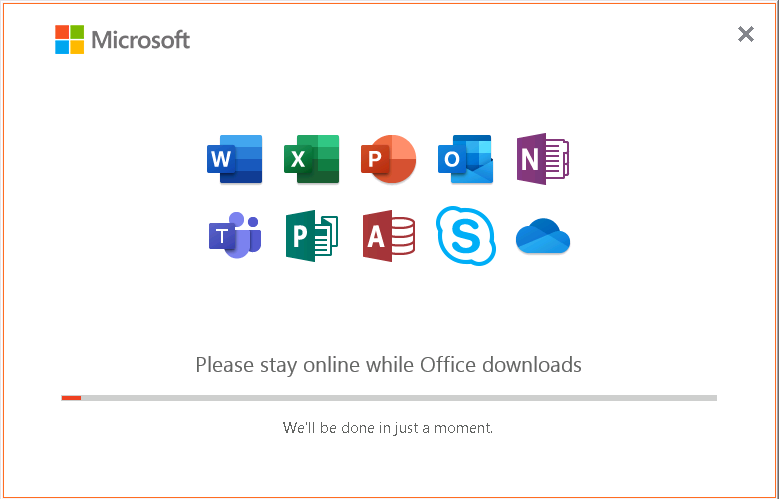 Microsoft
W X P O N
T P A S
Please stay online while Office downloads
We'll be done in just a moment.